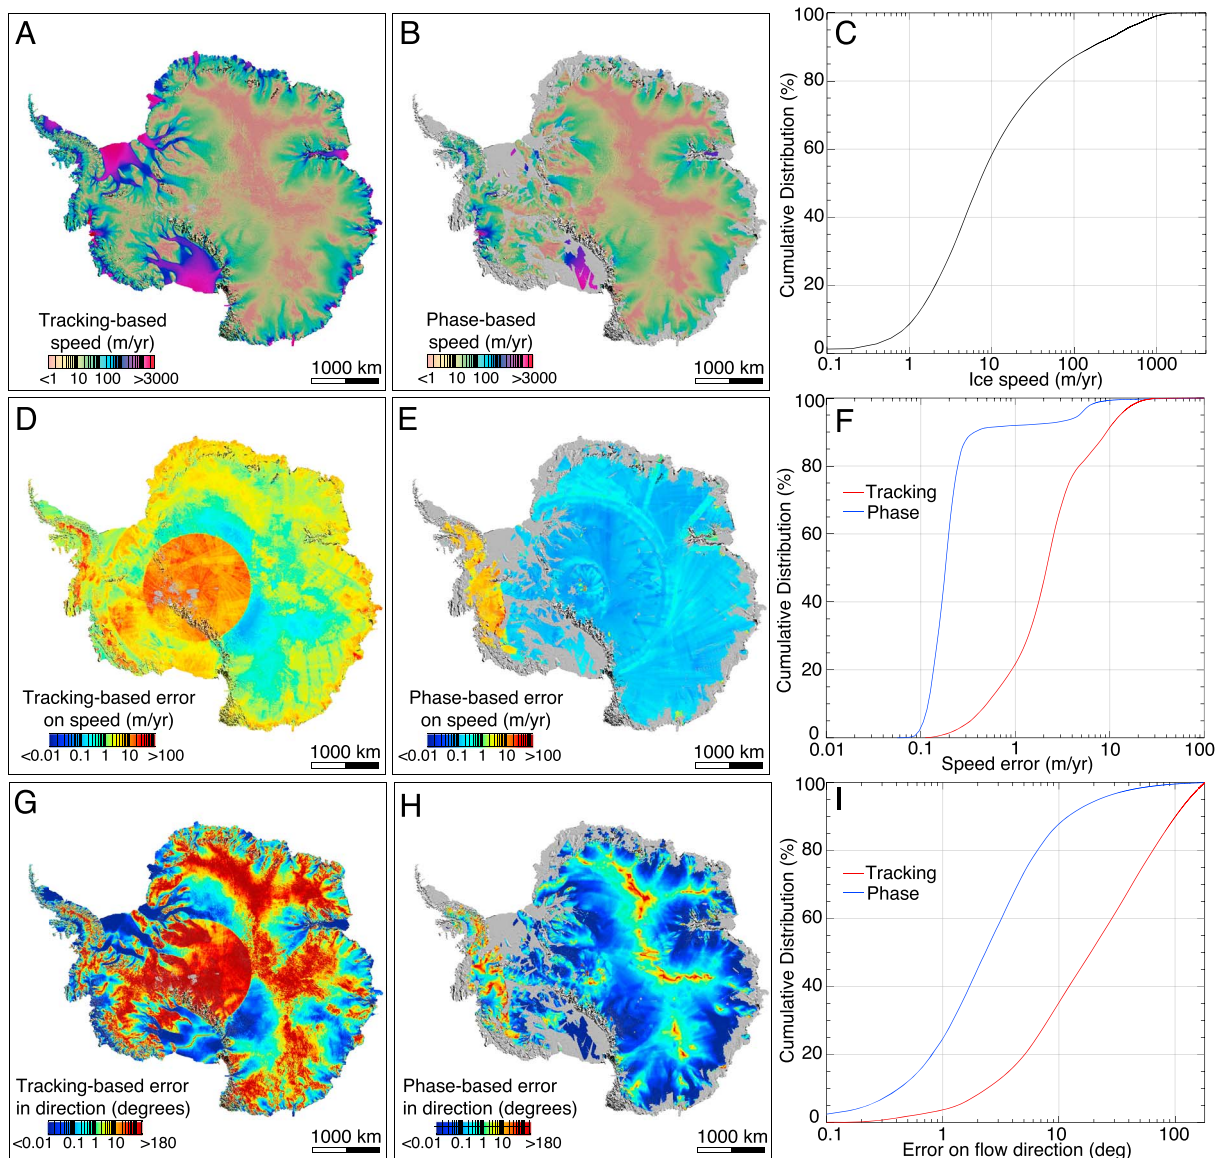 A
Tracking-based
speed (m/yr)
<1 10 100 >3000
1000 km
B
Phase-based
speed (m/yr)
<1 10 100 >3000
1000 km
C
Cumulative Distribution (%)
100
80
60
40
20
0
0.1 1 10 100 1000
Ice speed (m/yr)
D
Tracking-based error
on speed (m/yr)
<0.01 0.1 1 10 >100
1000 km
E
Phase-based error
on speed (m/yr)
<0.01 0.1 1 10 >100
1000 km
F
Cumulative Distribution (%)
100
80
60
40
20
0
Tracking
Phase
0.01 0.1 1 10 100
Speed error (m/yr)
G
Tracking-based error
in direction (degrees)
<0.01 0.1 1 10 >180
1000 km
H
Phase-based error
in direction (degrees)
<0.01 0.1 1 10 >180
1000 km
I
Cumulative Distribution (%)
100
80
60
40
20
0
Tracking
Phase
0.1 1 10 100
Error on flow direction (deg)